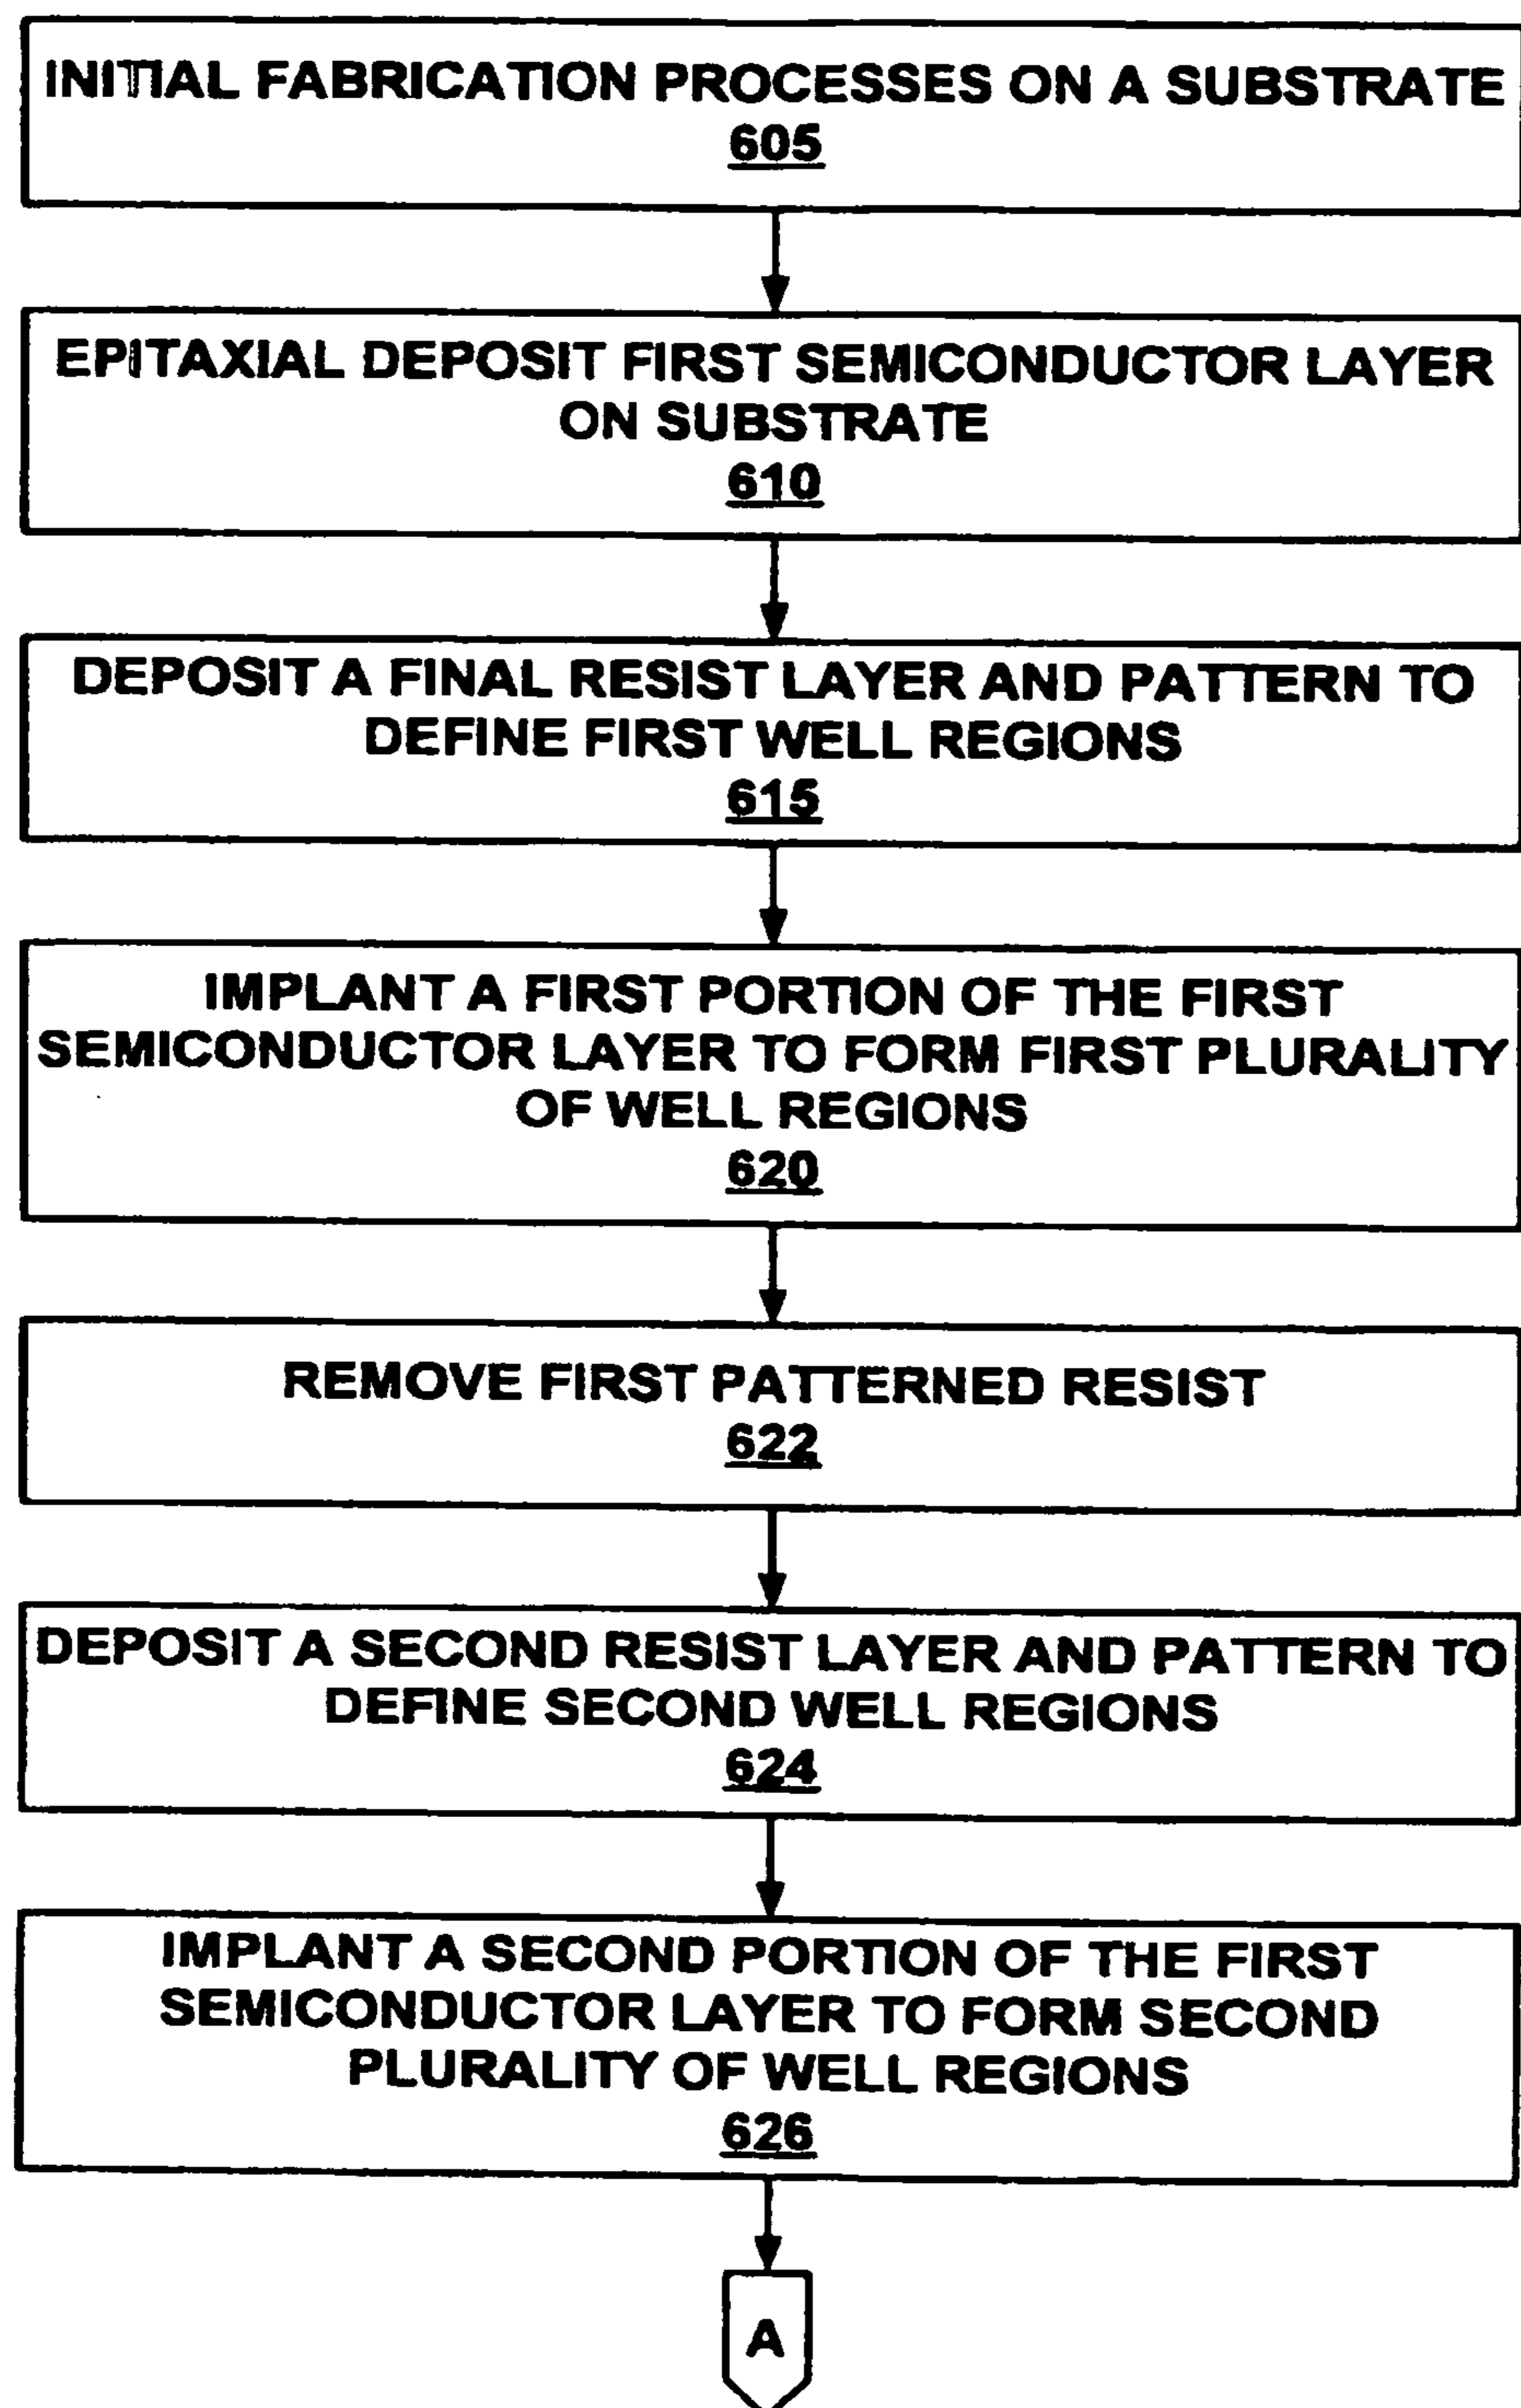 INITIAL FABRICATION PROCESSES ON A SUBSTRATE
605
EPITAXIAL DEPOSIT FIRST SEMICONDUCTOR LAYER
ON SUBSTRATE
610
DEPOSIT A FINAL RESIST LAYER AND PATTERN TO
DEFINE FIRST WELL REGIONS
615
IMPLANT A FIRST PORTION OF THE FIRST
SEMICONDUCTOR LAYER TO FORM FIRST PLURALITY
OF WELL REGIONS
620
REMOVE FIRST PATTERNED RESIST
622
DEPOSIT A SECOND RESIST LAYER AND PATTERN TO
DEFINE SECOND WELL REGIONS
624
IMPLANT A SECOND PORTION OF THE FIRST
SEMICONDUCTOR LAYER TO FORM SECOND
PLURALITY OF WELL REGIONS
626
A